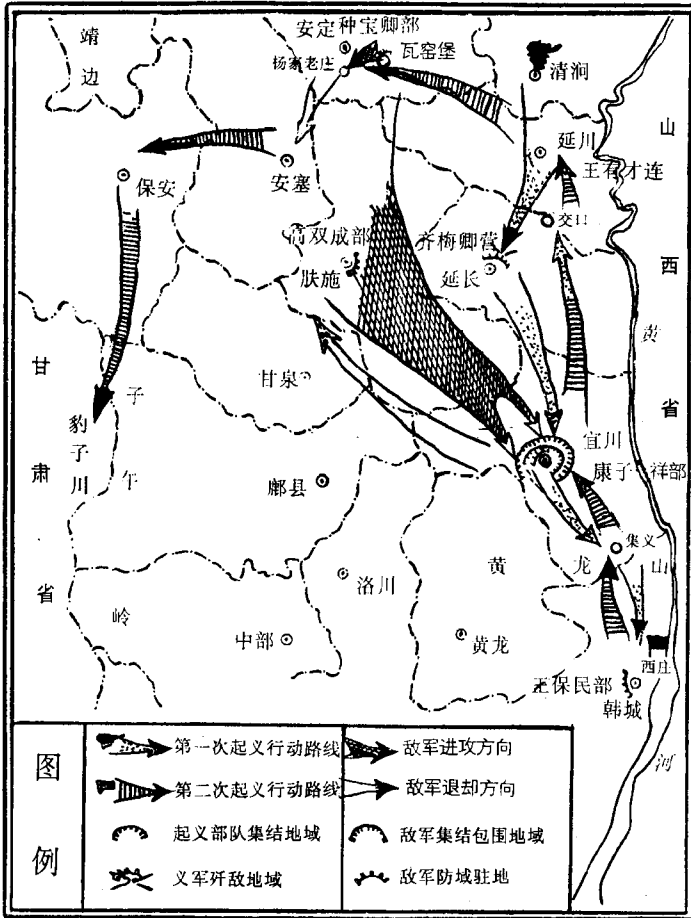 靖边
安定 种宝卿部
瓦窑堡
杨家老庄
清涧
延川
王有才连
山西省
保安
安塞
交口
高双成部
肤施
齐梅卿营
延长
黄河
甘肃省
豹子川
子午岭
甘泉
宜川
康子祥部
鄜县
集义
黄龙山
洛川
中部
黄龙
西庄
王保民部
韩城
图例
第一次起义行动路线
敌军进攻方向
第二次起义行动路线
敌军退却方向
起义部队集结地域
敌军集结包围地域
义军歼敌地域
敌军防域驻地